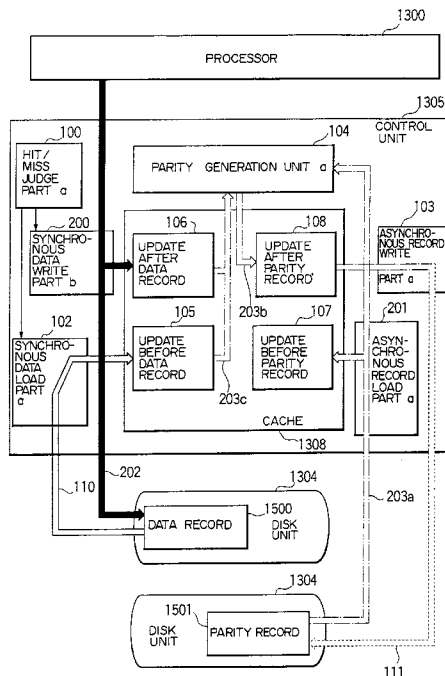 1300
PROCESSOR
1305
CONTROL
UNIT
100
HIT/
MISS
JUDGE
PART a
104
PARITY GENERATION UNIT a
200
SYNCHRO-
NOUS
DATA
WRITE
PART b
106
UPDATE
AFTER
DATA
RECORD
108
UPDATE
AFTER
PARITY
RECORD'
103
ASYNCHRO-
NOUS RECORD
WRITE
PART a
203b
102
SYNCHRO-
NOUS
DATA
LOAD
PART
a
105
UPDATE
BEFORE
DATA
RECORD
107
UPDATE
BEFORE
PARITY
RECORD
201
ASYN-
CHRO-
NOUS
RECORD
LOAD
PART a
203c
CACHE
1308
110
202
203a
1304
1500
DATA RECORD
DISK
UNIT
1304
1501
PARITY RECORD
DISK
UNIT
111